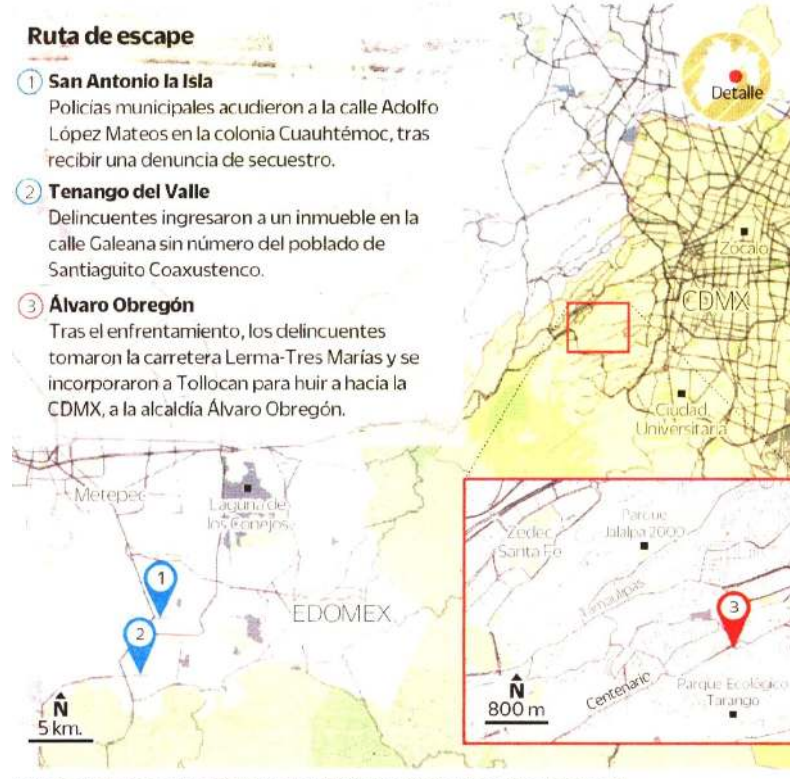 Ruta de escape
1 San Antonio la Isla
Policías municipales acudieron a la calle Adolfo
López Mateos en la colonia Cuauhtémoc, tras
recibir una denuncia de secuestro.
2 Tenango del Valle
Delincuentes ingresaron a un inmueble en la
calle Galeana sin número del poblado de
Santiaguito Coaxustenco.
3 Álvaro Obregón
Tras el enfrentamiento, los delincuentes
tomaron la carretera Lerma-Tres Marías y se
incorporaron a Tollocan para huir a hacia la
CDMX, a la alcaldía Álvaro Obregón.
Detalle
Zócalo
CDMX
Ciudad
Universitaria
Metepec
Laguna de
los Conejos
1
2
EDOMEX
N
5 km.
Zedec
Santa Fe
Parque
Jalalpa 2000
Tamaulipas
3
Centenario
Parque Ecológico
Tarango
N
800 m